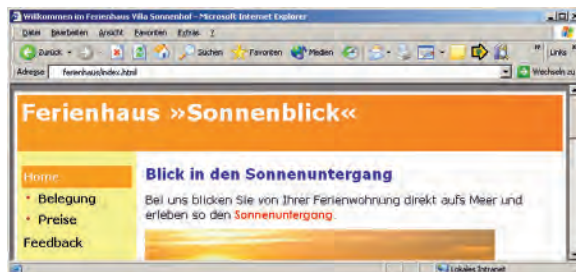 Willkommen im Ferienhaus Villa Sonnenhof - Microsoft Internet Explorer
Datei Bearbeiten Ansicht Favoriten Extras ?
Zurück Suchen Favoriten Medien Links
Adresse ferienhaus/index.html Wechseln zu
Ferienhaus »Sonnenblick«
Home
Belegung
Preise
Feedback
Blick in den Sonnenuntergang
Bei uns blicken Sie von Ihrer Ferienwohnung direkt aufs Meer und
erleben so den Sonnenuntergang.
Lokales Intranet